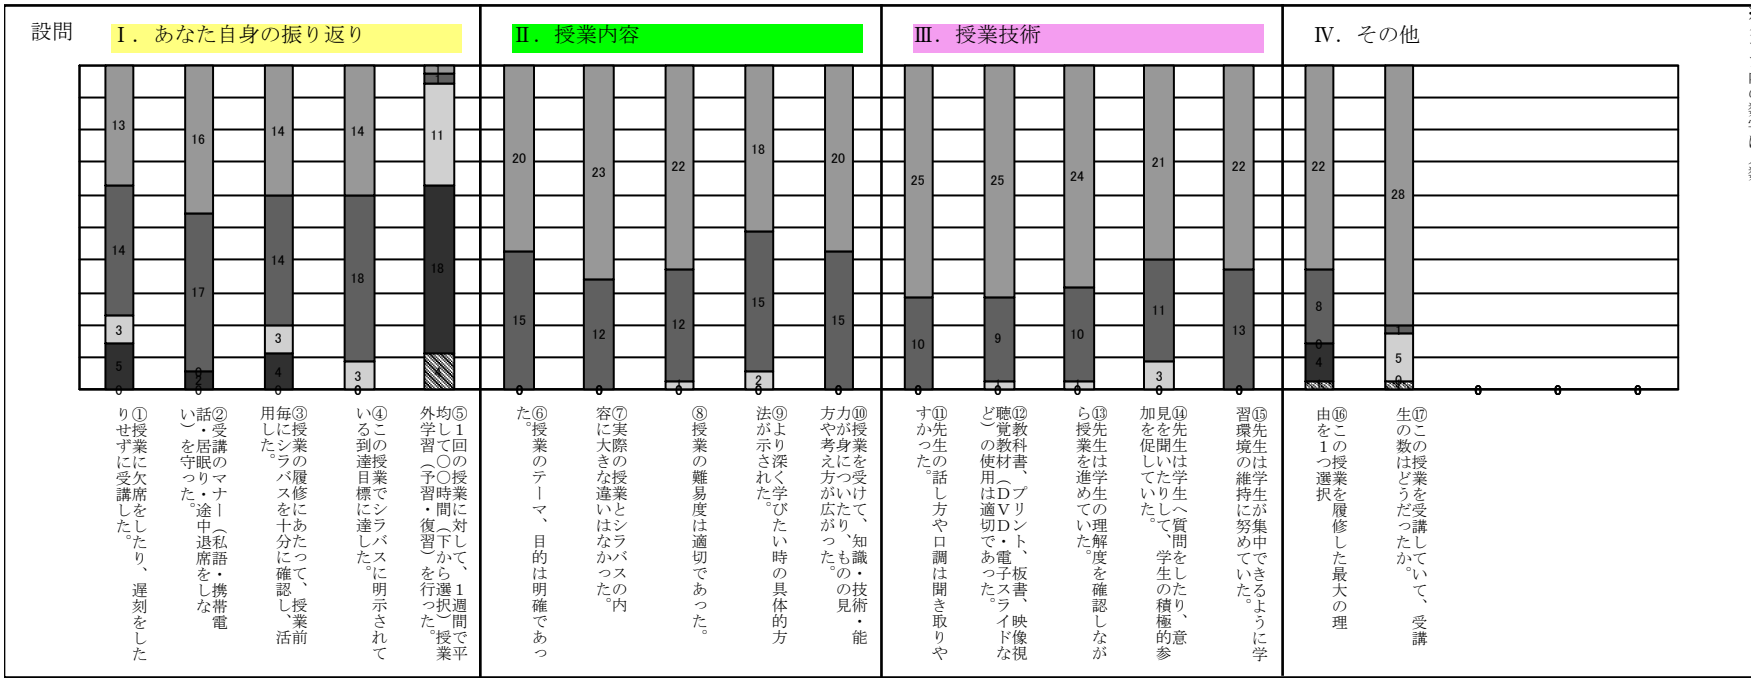 設問
Ⅰ．あなた自身の振り返り
Ⅱ．授業内容
Ⅲ．授業技術
Ⅳ．その他
13
14
3
5
0
16
17
0
2
0
14
14
3
4
0
14
18
3
0
1
1
11
18
4
20
15
0
23
12
0
22
12
1
0
18
15
2
0
20
15
0
25
10
0
25
9
1
0
24
10
1
0
21
11
3
0
22
13
0
22
8
0
4
1
28
1
5
0
1
0
0
0
①授業に欠席をしたり、遅刻をした
りせずに受講した。
②受講のマナー（私語・携帯電
話・居眠り・途中退席をしな
い）を守った。
③授業の履修にあたって、授業前
毎にシラバスを十分に確認し、活
用した。
④この授業でシラバスに明示されて
いる到達目標に達した。
⑤１回の授業に対して、１週間で平
均して〇〇時間（下から選択）授業
外学習（予習・復習）を行った。
⑥授業のテーマ、目的は明確であっ
た。
⑦実際の授業とシラバスの内
容に大きな違いはなかった。
⑧授業の難易度は適切であった。
⑨より深く学びたい時の具体的方
法が示された。
⑩授業を受けて、知識・技術・能
力が身についたり、ものの見
方や考え方が広がった。
⑪先生の話し方や口調は聞き取りや
すかった。
⑫教科書、プリント、板書、映像視
聴覚教材（ＤＶＤ・電子スライドな
ど）の使用は適切であった。
⑬先生は学生の理解度を確認しなが
ら授業を進めていた。
⑭先生は学生へ質問をしたり、意
見を聞いたりして、学生の積極的参
加を促していた。
⑮先生は学生が集中できるように学
習環境の維持に努めていた。
⑯この授業を履修した最大の理
由を１つ選択
⑰この授業を受講していて、受講
生の数はどうだったか。